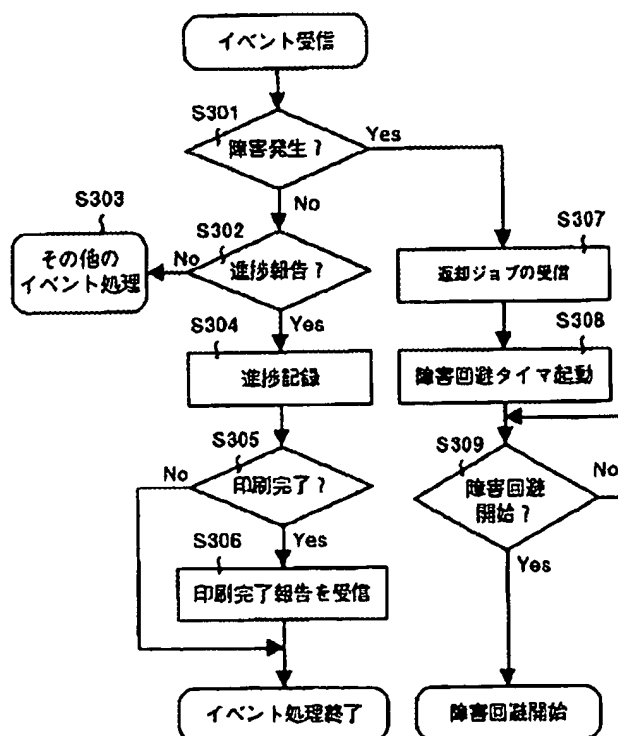 イベント受信
S301
障害発生?
Yes
No
S303
その他の
イベント処理
S302
進捗報告?
No
Yes
S307
返却ジョブの受信
S304
進捗記録
S308
障害回避タイマ起動
S305
印刷完了?
No
Yes
S309
障害回避
開始?
No
Yes
S306
印刷完了報告を受信
イベント処理終了
障害回避開始